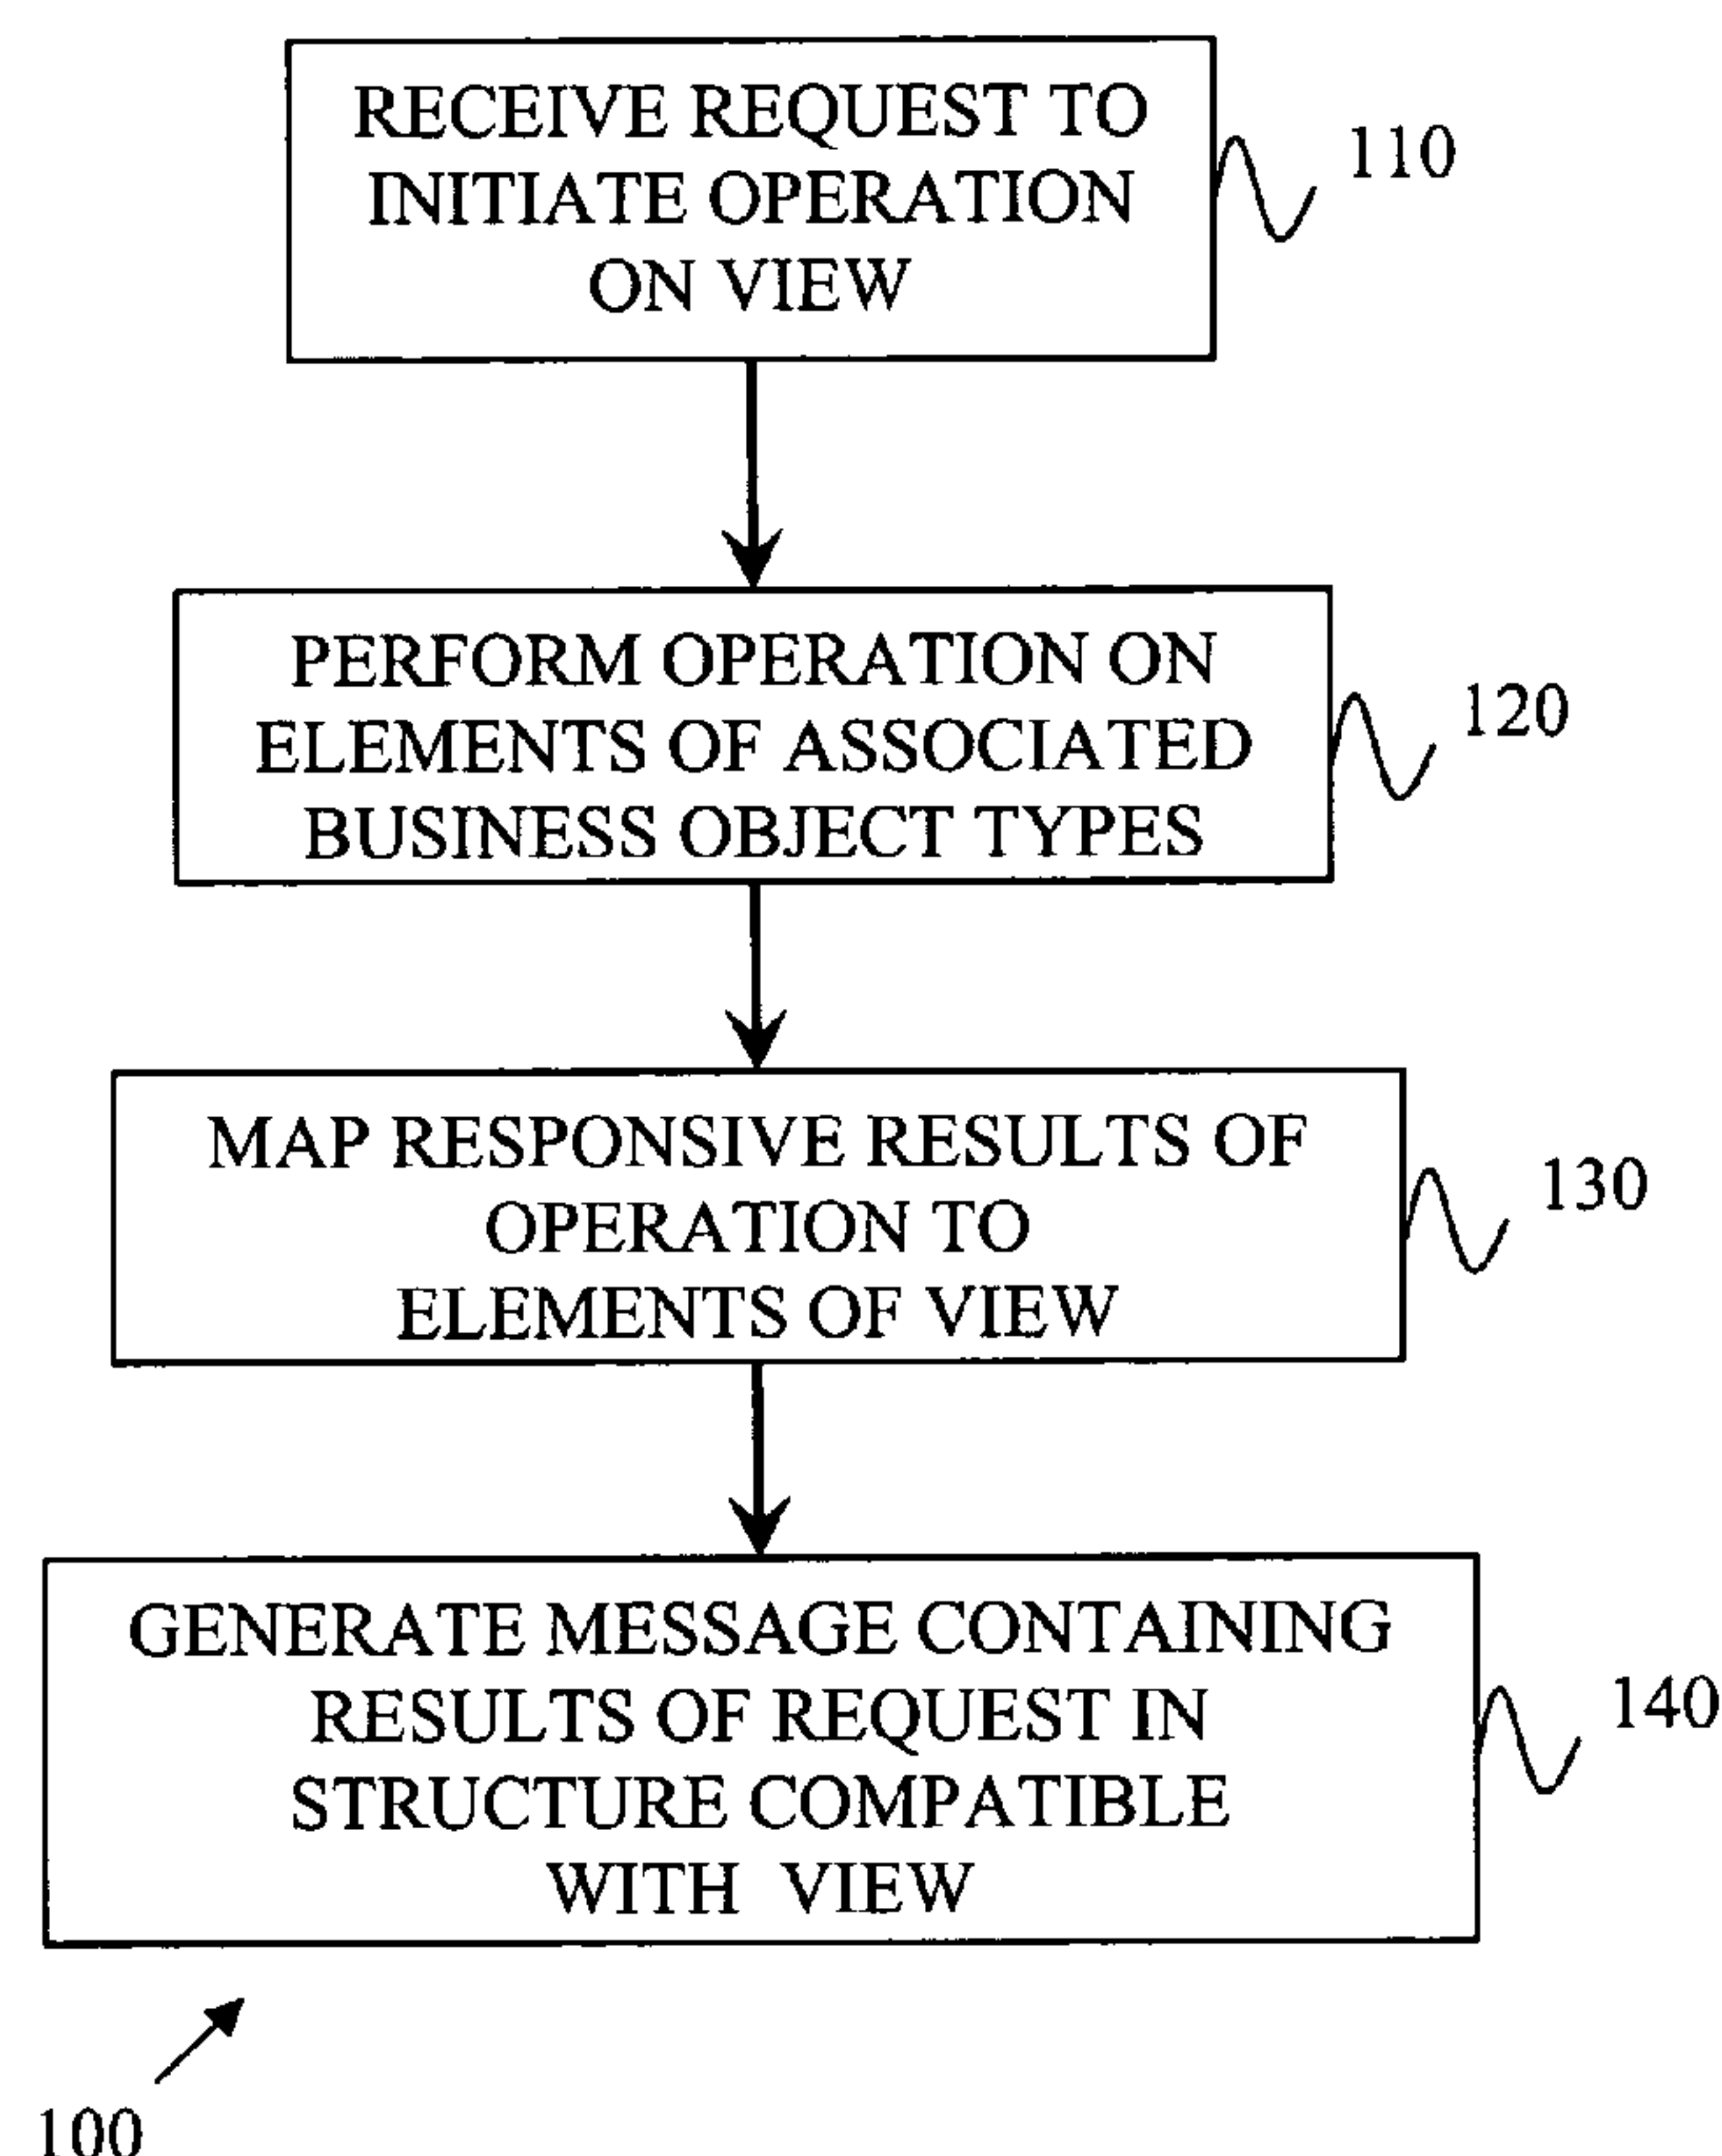 RECEIVE REQUEST TO
INITIATE OPERATION
ON VIEW
110
PERFORM OPERATION ON
ELEMENTS OF ASSOCIATED
BUSINESS OBJECT TYPES
120
MAP RESPONSIVE RESULTS OF
OPERATION TO
ELEMENTS OF VIEW
130
GENERATE MESSAGE CONTAINING
RESULTS OF REQUEST IN
STRUCTURE COMPATIBLE
WITH VIEW
140
100